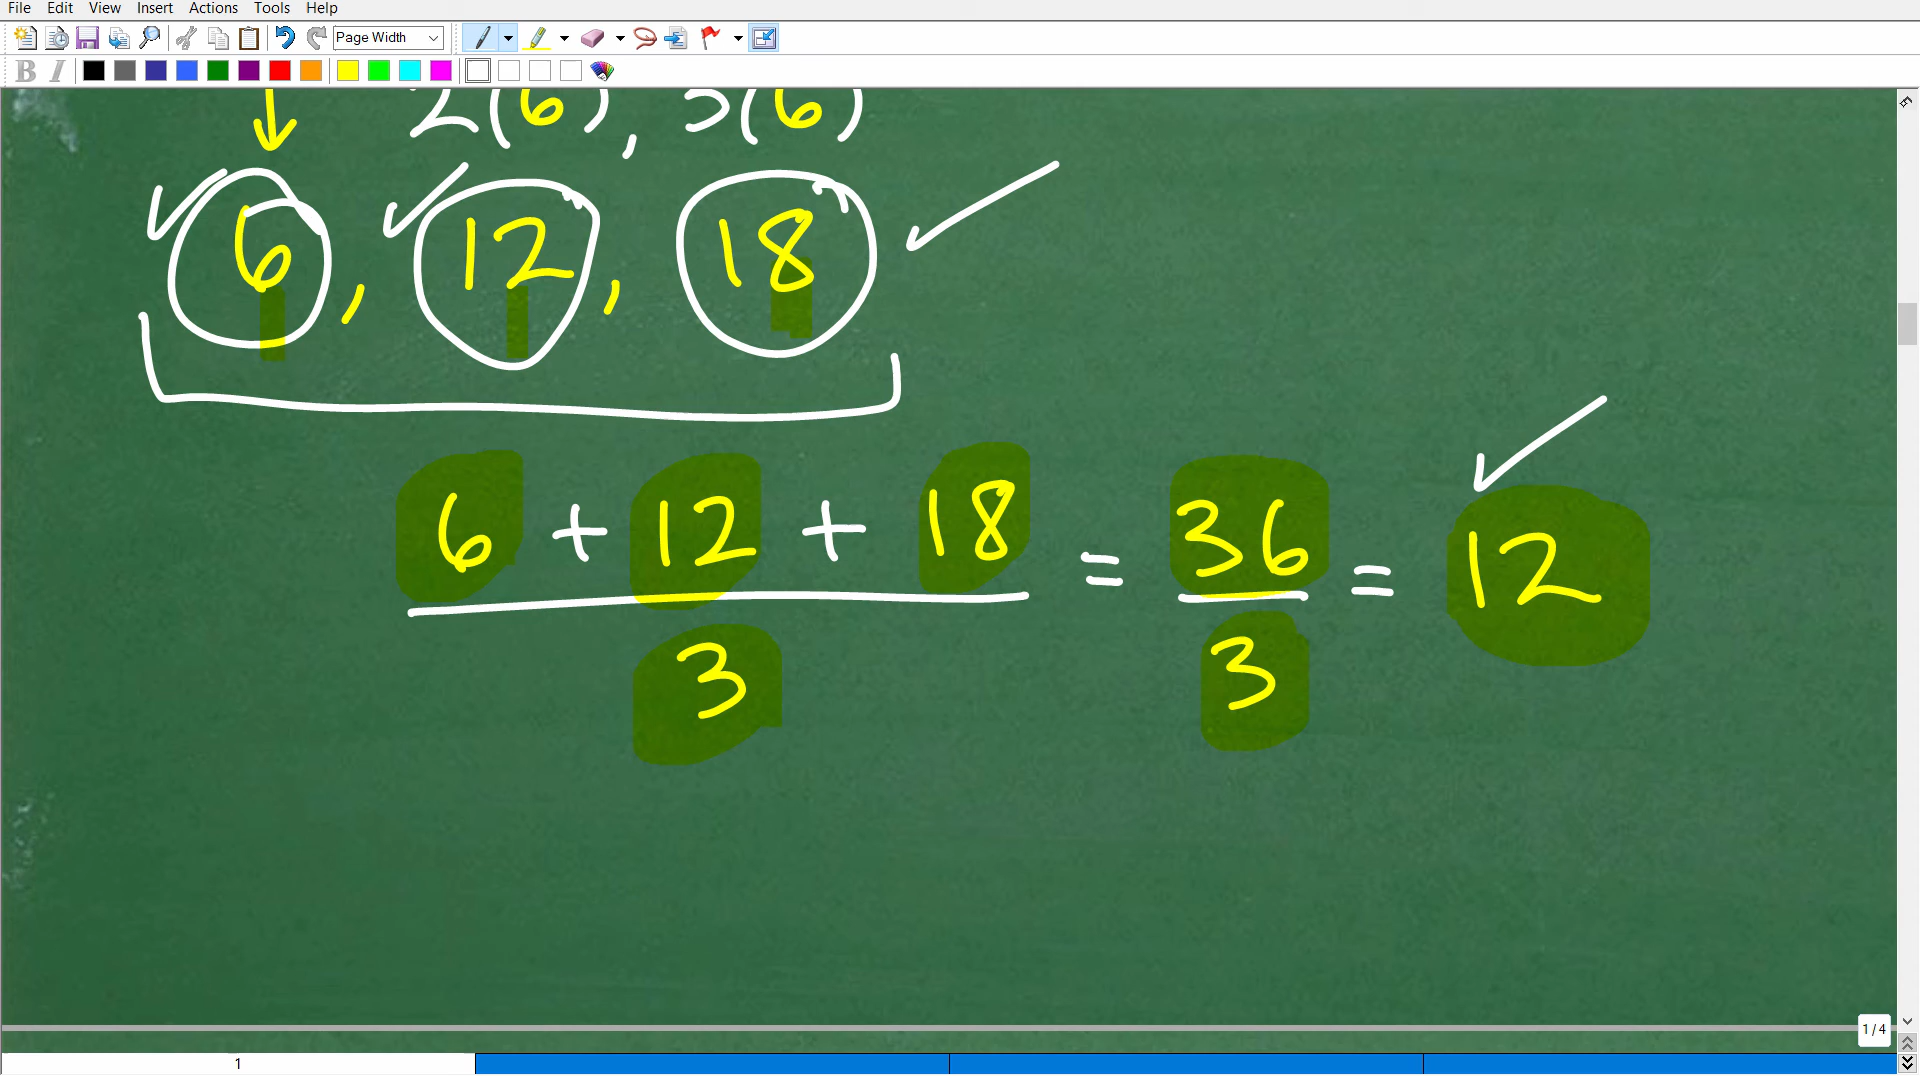 File Edit View Insert Actions Tools Help
Page Width
B I
2(6), 3(6)
6, 12, 18
6 + 12 + 18 = 36 = 12
3 3
1 / 4
1